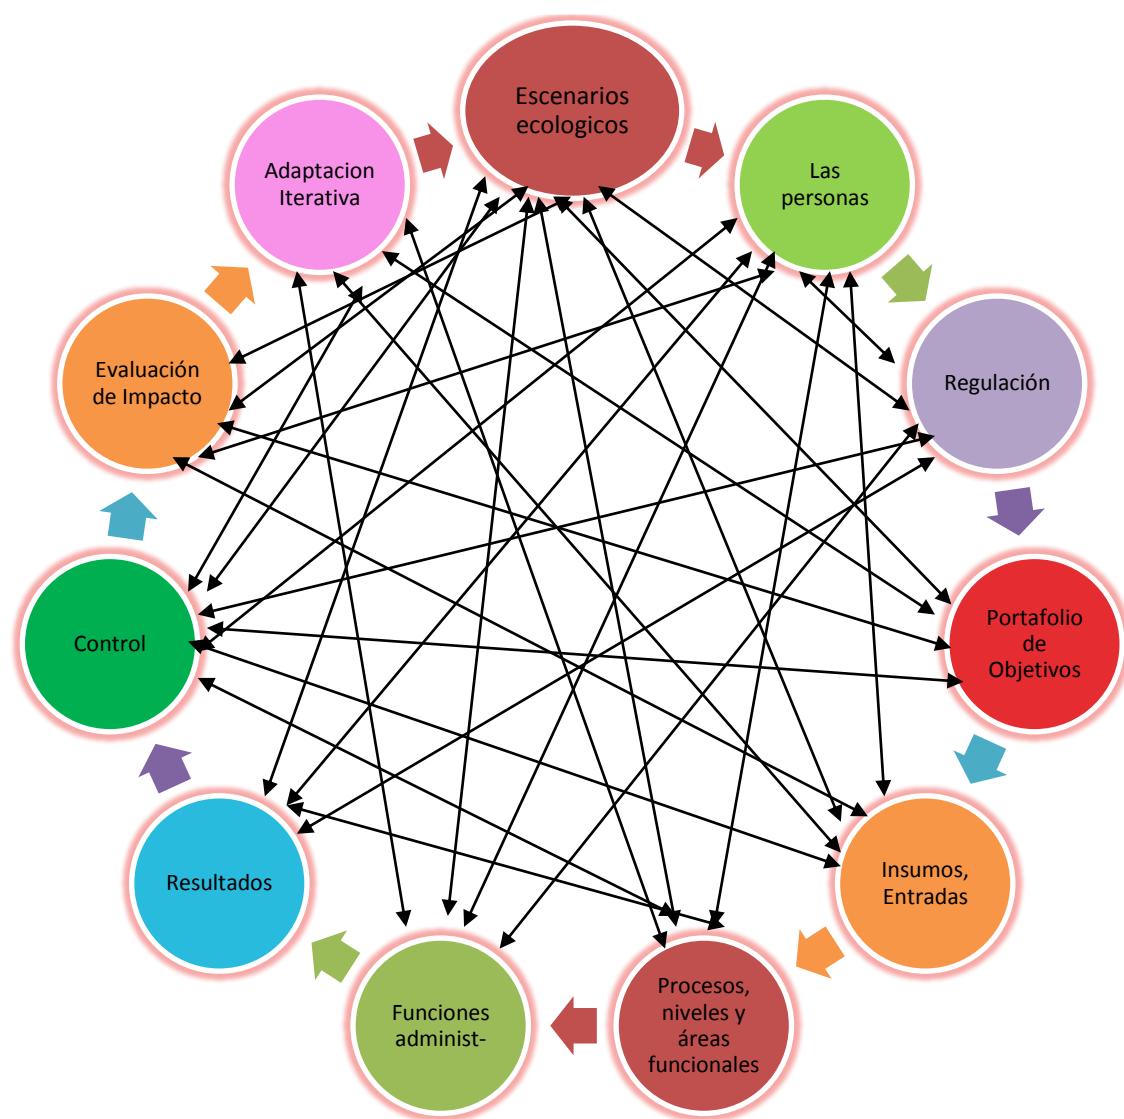 Escenarios
ecologicos
Las
personas
Regulación
Portafolio
de
Objetivos
Insumos,
Entradas
Procesos,
niveles y
áreas
funcionales
Funciones
administ-
Resultados
Control
Evaluación
de Impacto
Adaptacion
Iterativa